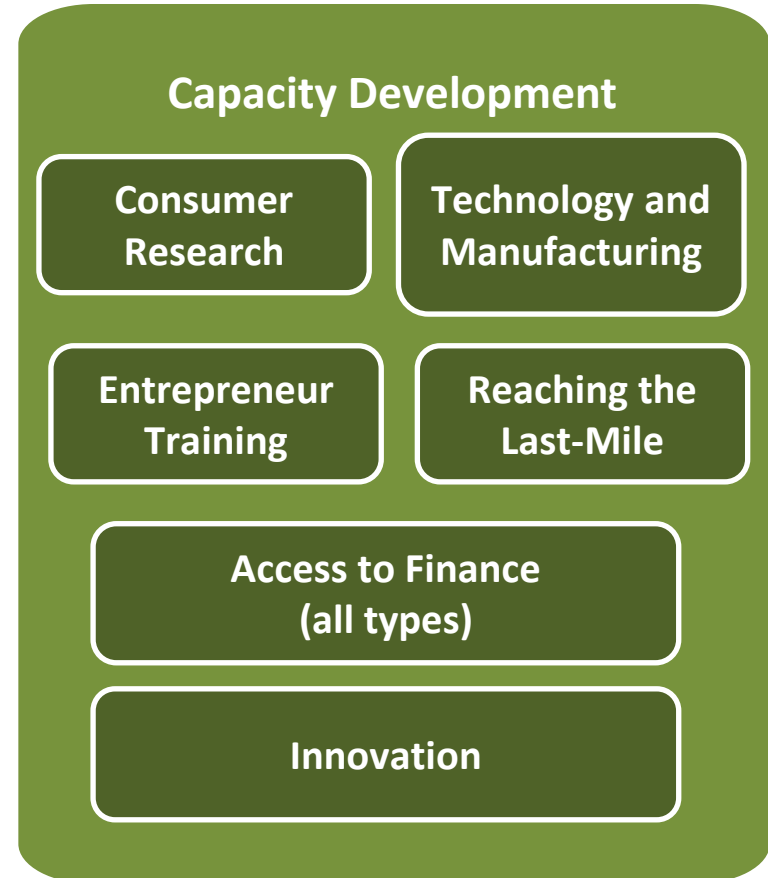 Capacity Development
Consumer
Research
Technology and
Manufacturing
Entrepreneur
Training
Reaching the
Last-Mile
Access to Finance
(all types)
Innovation